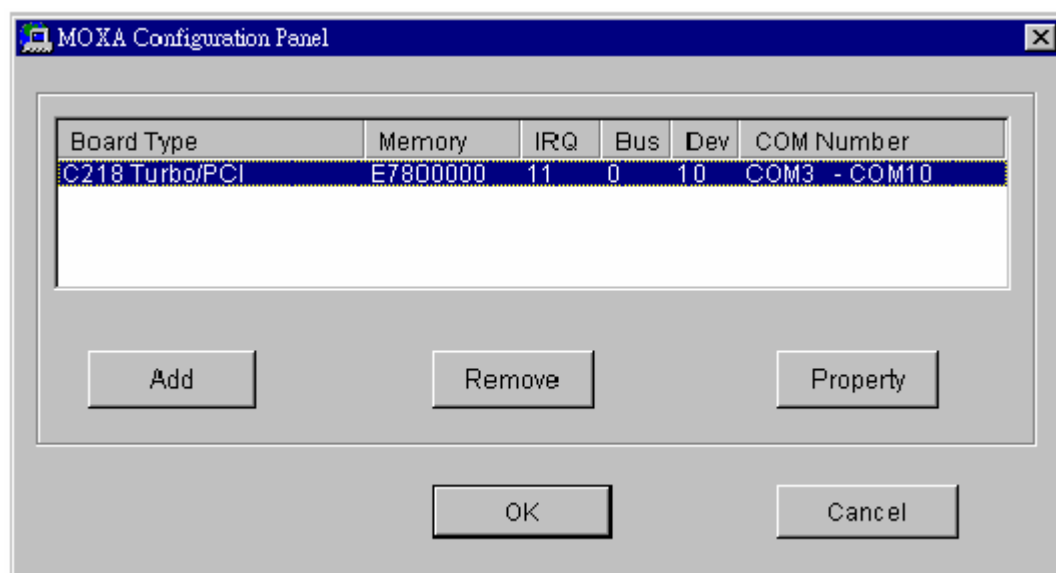 MOXA Configuration Panel
Board Type Memory IRQ Bus Dev COM Number
C218 Turbo/PCI E7800000 11 0 10 COM3 - COM10
Add Remove Property
OK Cancel